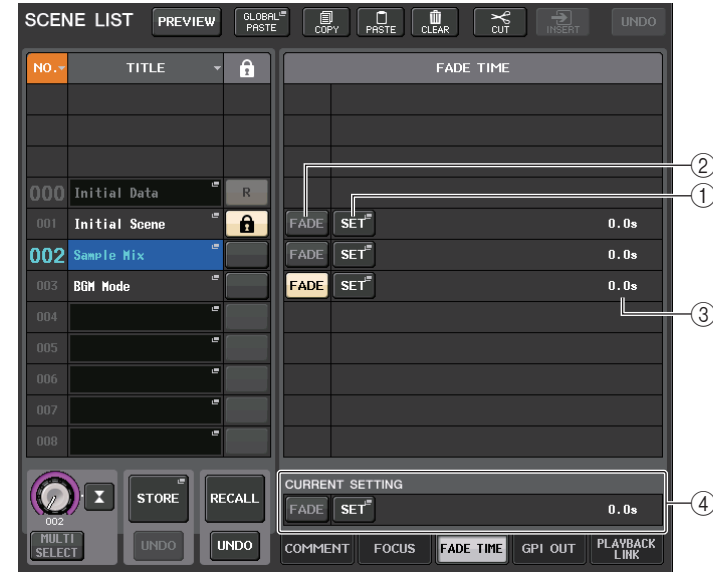 SCENE LIST PREVIEW GLOBAL PASTE COPY PASTE CLEAR CUT INSERT UNDO
NO. TITLE FADE TIME
②
000 Initial Data R
①
001 Initial Scene FADE SET 0.0s
002 Sample Mix FADE SET 0.0s
003 BGM Mode FADE SET 0.0s
004
③
005
006
007
008
CURRENT SETTING
002 STORE RECALL FADE SET 0.0s
④
MULTI SELECT UNDO UNDO COMMENT FOCUS FADE TIME GPI OUT PLAYBACK LINK